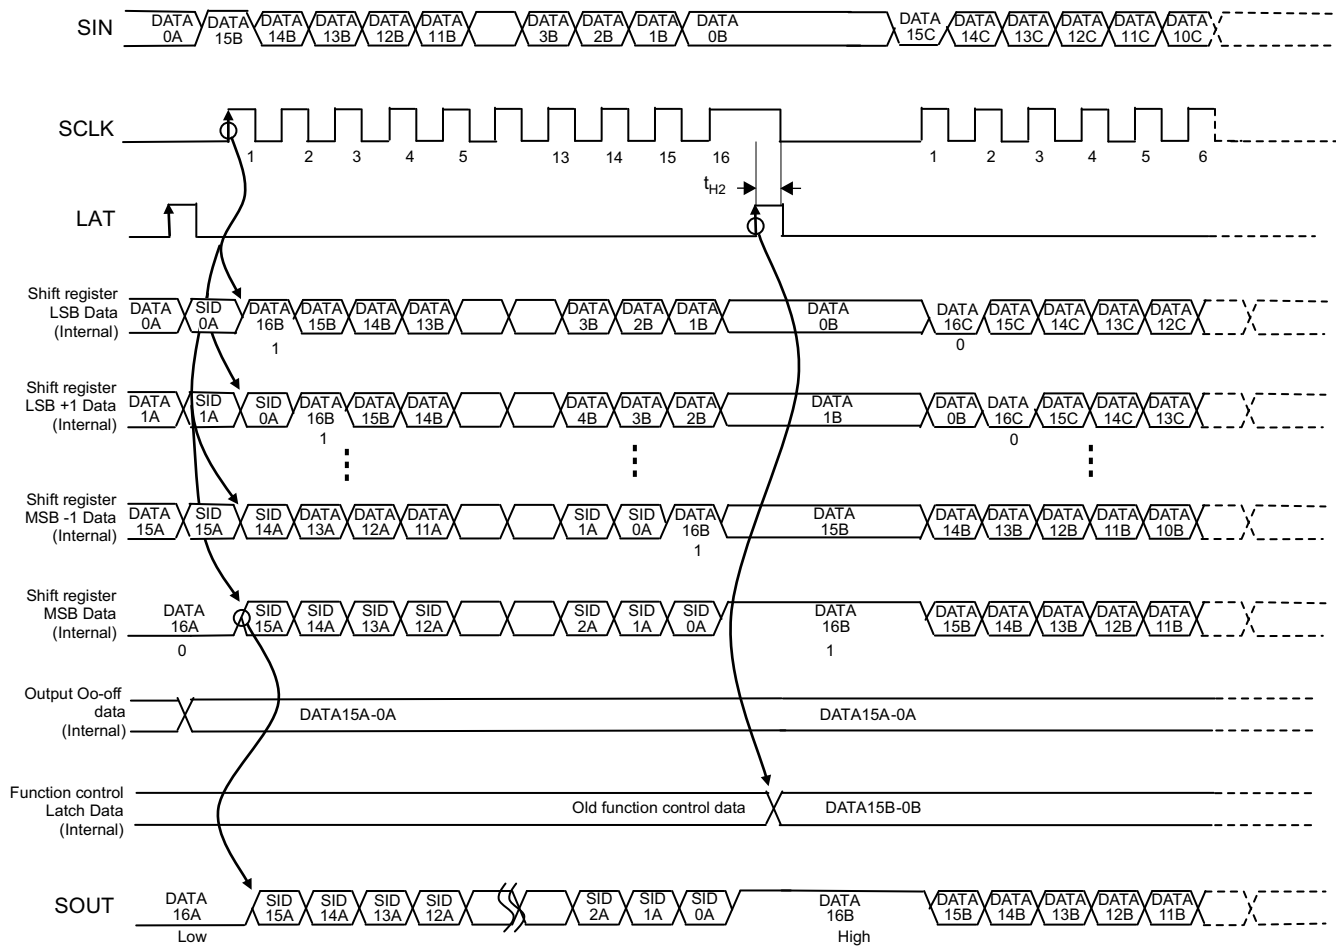 SIN
DATA 0A
DATA 15B
DATA 14B
DATA 13B
DATA 12B
DATA 11B
DATA 3B
DATA 2B
DATA 1B
DATA 0B
DATA 15C
DATA 14C
DATA 13C
DATA 12C
DATA 11C
DATA 10C
SCLK
1 2 3 4 5 13 14 15 16 1 2 3 4 5 6
tH2
LAT
Shift register
LSB Data
(Internal)
DATA 0A
SID 0A
DATA 16B
DATA 15B
DATA 14B
DATA 13B
DATA 3B
DATA 2B
DATA 1B
DATA 0B
DATA 16C
DATA 15C
DATA 14C
DATA 13C
DATA 12C
1
0
Shift register
LSB +1 Data
(Internal)
DATA 1A
SID 1A
SID 0A
DATA 16B
DATA 15B
DATA 14B
DATA 4B
DATA 3B
DATA 2B
DATA 1B
DATA 0B
DATA 16C
DATA 15C
DATA 14C
DATA 13C
1
0
Shift register
MSB -1 Data
(Internal)
DATA 15A
SID 15A
SID 14A
DATA 13A
DATA 12A
DATA 11A
SID 1A
SID 0A
DATA 16B
DATA 15B
DATA 14B
DATA 13B
DATA 12B
DATA 11B
DATA 10B
1
Shift register
MSB Data
(Internal)
DATA 16A
SID 15A
SID 14A
SID 13A
SID 12A
SID 2A
SID 1A
SID 0A
DATA 16B
DATA 15B
DATA 14B
DATA 13B
DATA 12B
DATA 11B
0
1
Output Oo-off
data
(Internal)
DATA15A-0A
DATA15A-0A
Function control
Latch Data
(Internal)
Old function control data
DATA15B-0B
SOUT
DATA 16A
SID 15A
SID 14A
SID 13A
SID 12A
SID 2A
SID 1A
SID 0A
DATA 16B
DATA 15B
DATA 14B
DATA 13B
DATA 12B
DATA 11B
Low
High